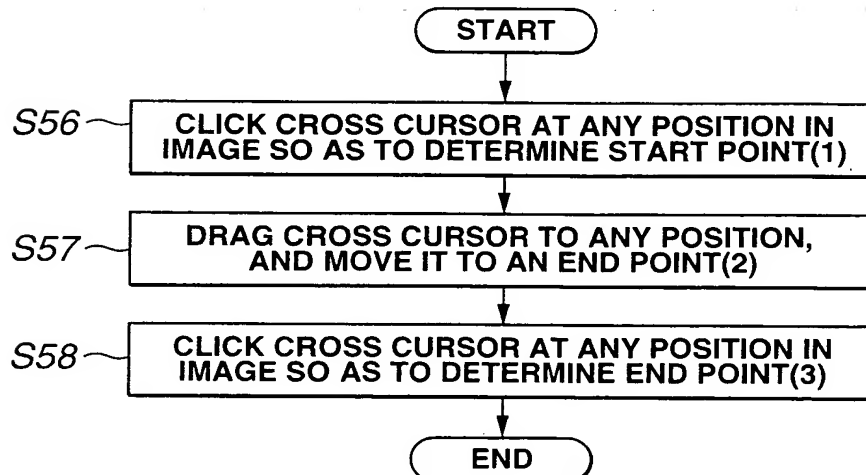 START
S56
CLICK CROSS CURSOR AT ANY POSITION IN
IMAGE SO AS TO DETERMINE START POINT(1)
S57
DRAG CROSS CURSOR TO ANY POSITION,
AND MOVE IT TO AN END POINT(2)
S58
CLICK CROSS CURSOR AT ANY POSITION IN
IMAGE SO AS TO DETERMINE END POINT(3)
END